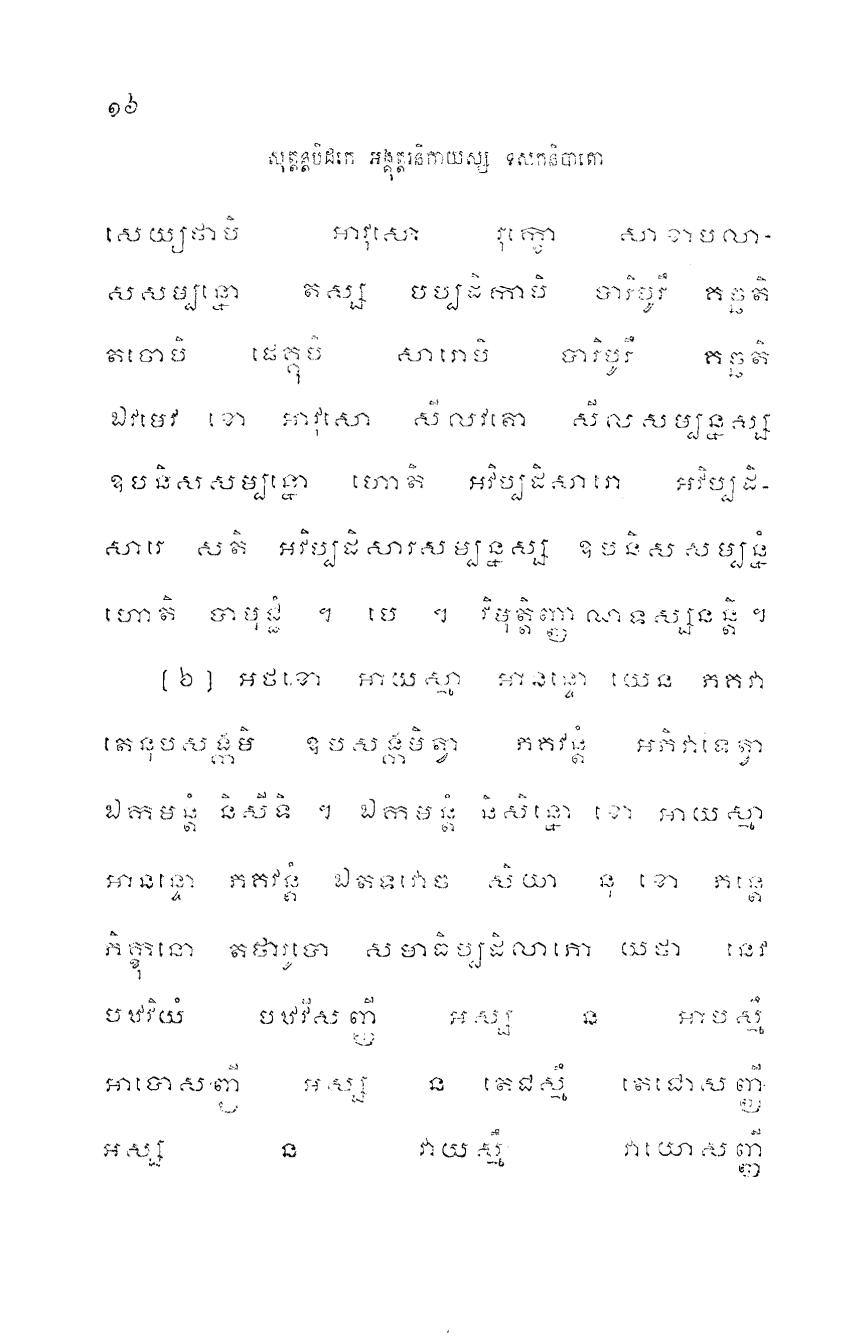 ១៦
សុត្តន្តបិដកេ អង្គុត្តរនិកាយស្ស ទសកនិបាតោ
សេយ្យថាបិ អាវុសោ រុក្ខោ សាខាបលា-
សសម្បន្នោ តស្ស បប្បដិកាបិ បារិបូរឹ គច្ឆតិ
តចោបិ ផេគ្គុបិ សារោបិ បារិបូរឹ គច្ឆតិ
ឯវមេវ ខោ អាវុសោ សីលវតោ សីលសម្បន្នស្ស
ឧបនិសសម្បន្នោ ហោតិ អវិប្បដិសារោ អវិប្បដិ-
សារេ សតិ អវិប្បដិសារសម្បន្នស្ស ឧបនិសសម្បន្នំ
ហោតិ បាមុជ្ជំ ។ បេ ។ វិមុត្តិញ្ញាណទស្សនន្តិ ។
[៦] អថខោ អាយស្មា អានន្ទោ យេន ភគវា
តេនុបសង្កមិ ឧបសង្កមិត្វា ភគវន្តំ អភិវាទេត្វា
ឯកមន្តំ និសីទិ ។ ឯកមន្តំ និសិន្នោ ខោ អាយស្មា
អានន្ទោ ភគវន្តំ ឯតទវោច សិយា នុ ខោ ភន្តេ
ភិក្ខុនោ តថារូបោ សមាធិប្បដិលាភោ យថា នេវ
បឋវិយំ បឋវីសញ្ញី អស្ស ន អាបស្មឹ
អាបោសញ្ញី អស្ស ន តេជស្មឹ តេជោសញ្ញី
អស្ស ន វាយស្មឹ វាយោសញ្ញី